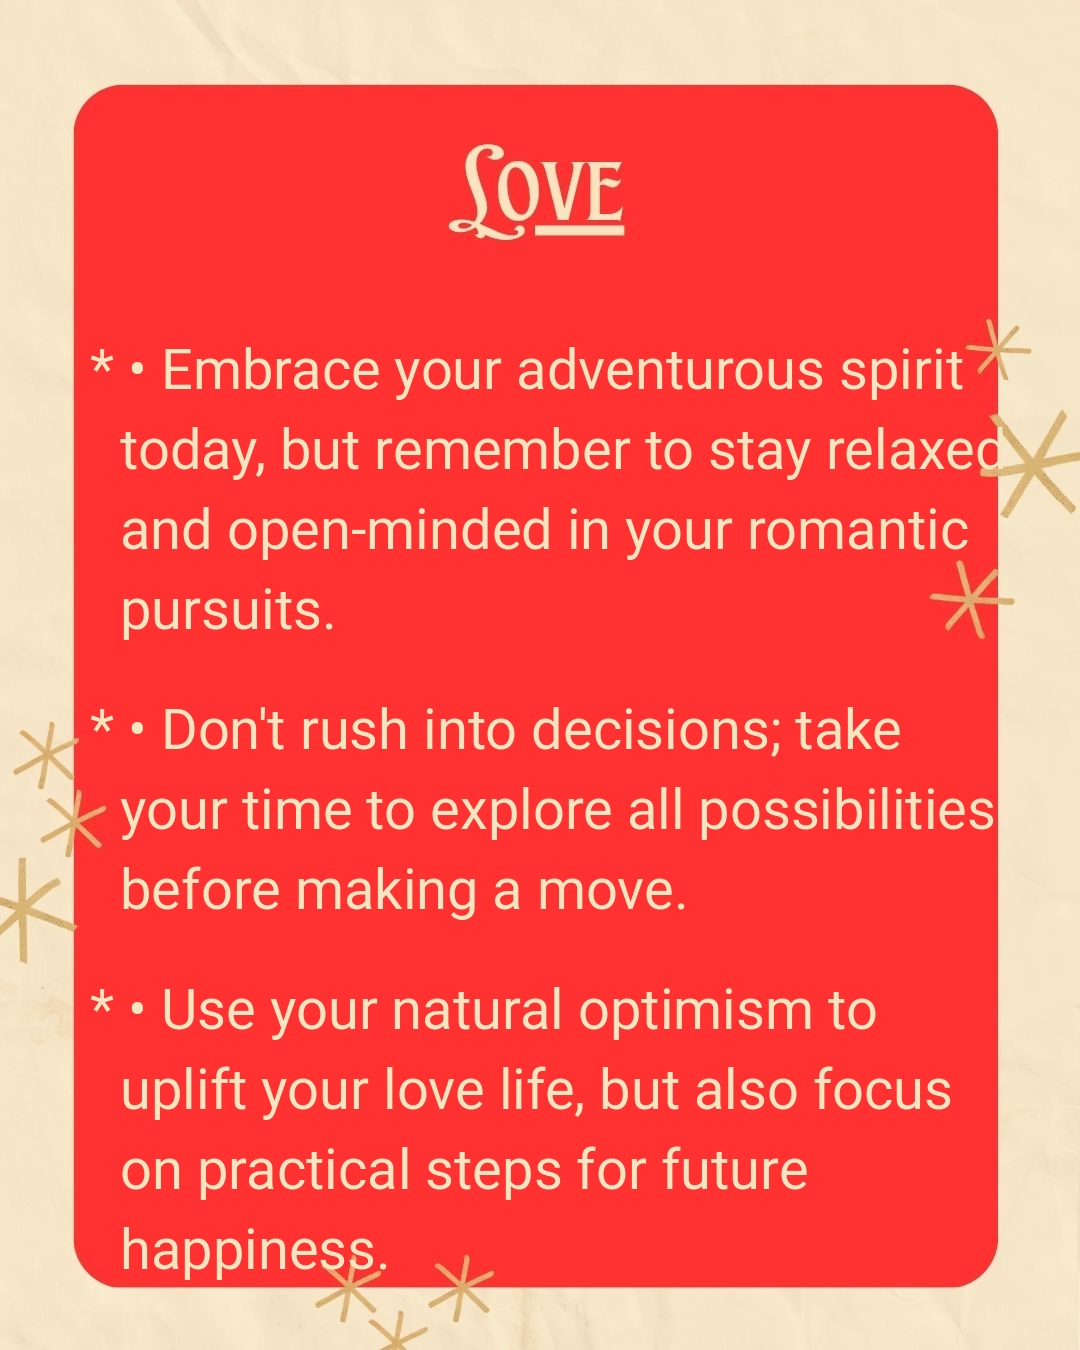 Love
* • Embrace your adventurous spirit
today, but remember to stay relaxed
and open-minded in your romantic
pursuits.
* • Don't rush into decisions; take
your time to explore all possibilities
before making a move.
* • Use your natural optimism to
uplift your love life, but also focus
on practical steps for future
happiness.